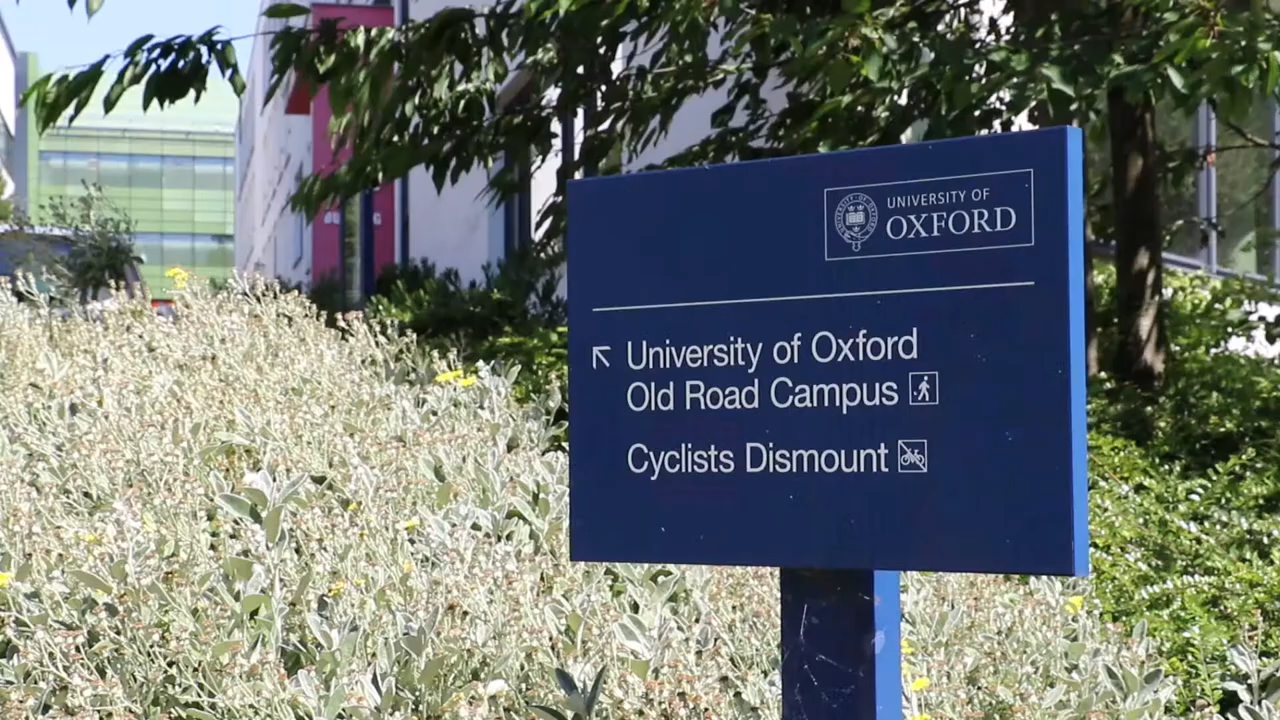 UNIVERSITY OF
OXFORD
University of Oxford
Old Road Campus
Cyclists Dismount